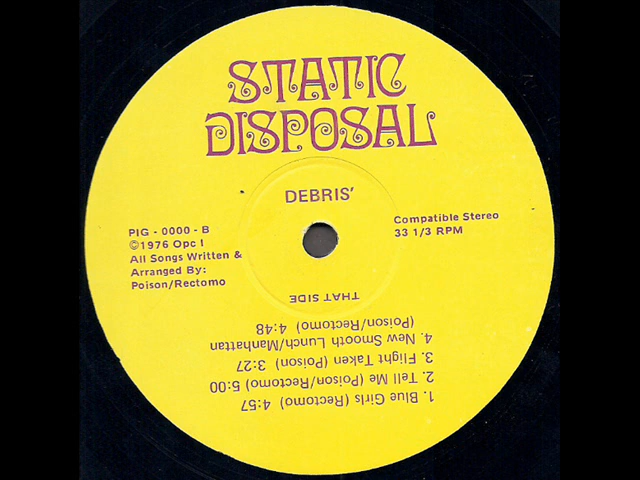 STATIC
DISPOSAL
DEBRIS'
PIG - 0000 - B
©1976 Opc I
All Songs Written &
Arranged By:
Poison/Rectomo
Compatible Stereo
33 1/3 RPM
THAT SIDE
1. Blue Girls (Rectomo) 4:57
2. Tell Me (Poison/Rectomo) 5:00
3. Flight Taken (Poison) 3:27
4. New Smooth Lunch/Manhattan
(Poison/Rectomo) 4:48